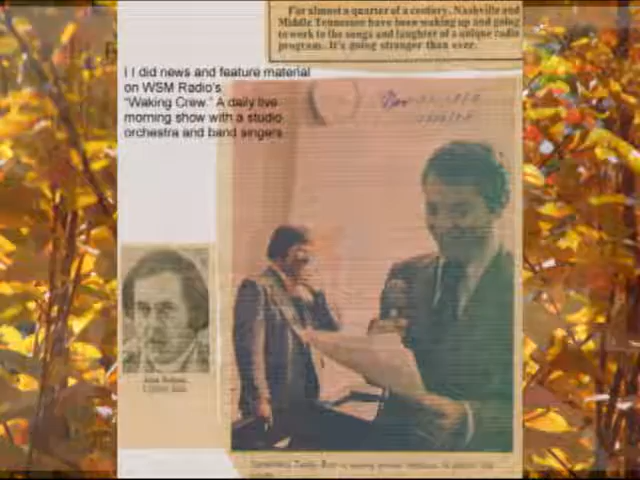 For almost a quarter of a century, Nashville and
Middle Tennessee have been waking up and going
to work to the songs and laughter of a unique radio
program. It's going stronger than ever.
I I did news and feature material
on WSM Radio's
"Waking Crew." A daily live
morning show with a studio
orchestra and band singers